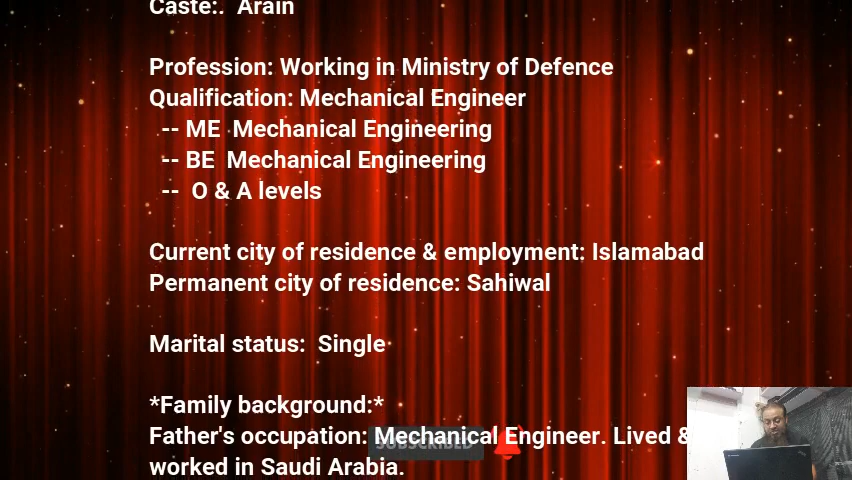 Caste:. Arain
Profession: Working in Ministry of Defence
Qualification: Mechanical Engineer
-- ME Mechanical Engineering
-- BE Mechanical Engineering
-- O & A levels
Current city of residence & employment: Islamabad
Permanent city of residence: Sahiwal
Marital status: Single
*Family background:*
Father's occupation: Mechanical Engineer. Lived &
SUBSCRIBED
worked in Saudi Arabia.